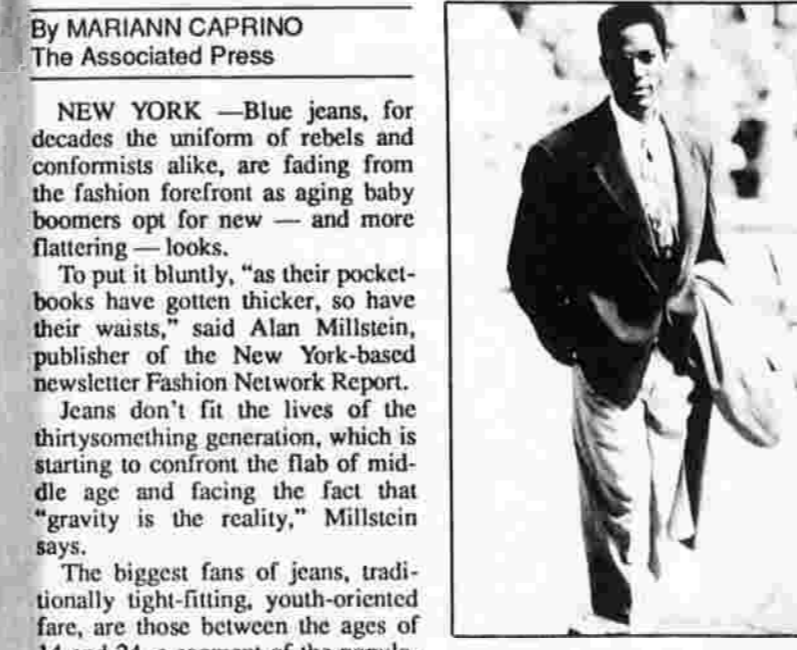 By MARIANN CAPRINO
The Associated Press
NEW YORK —Blue jeans, for
decades the uniform of rebels and
conformists alike, are fading from
the fashion forefront as aging baby
boomers opt for new — and more
flattering — looks.
To put it bluntly, "as their pocket-
books have gotten thicker, so have
their waists," said Alan Millstein,
publisher of the New York-based
newsletter Fashion Network Report.
Jeans don't fit the lives of the
thirtysomething generation, which is
starting to confront the flab of mid-
dle age and facing the fact that
"gravity is the reality," Millstein
says.
The biggest fans of jeans, tradi-
tionally tight-fitting, youth-oriented
fare, are those between the ages of